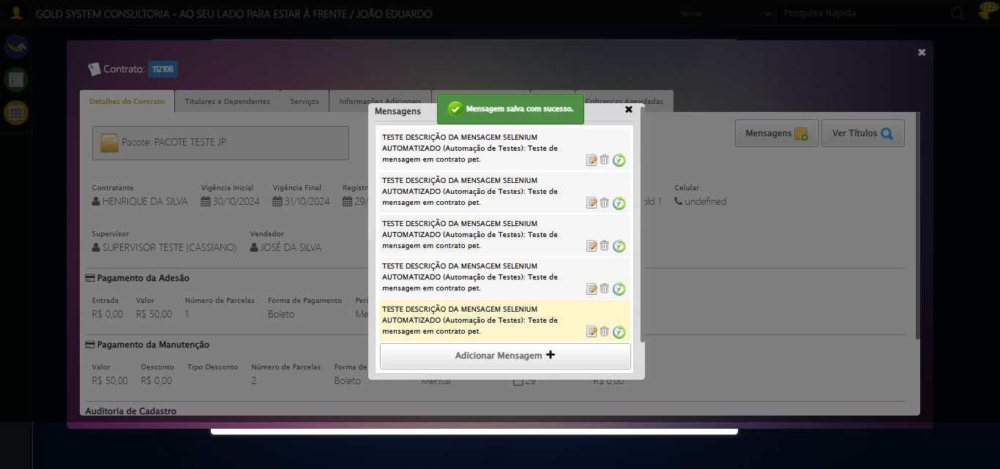 GOLD SYSTEM CONSULTORIA - AO SEU LADO PARA ESTAR À FRENTE / JOÃO EDUARDO
Nome
Pesquisa Rapida
Contrato: 112106
Detalhes do Contrato
Titulares e Dependentes
Serviços
Informações Adicionais
Cobranças Agendadas
Mensagem salva com sucesso.
Mensagens
Pacote: PACOTE TESTE JP
Mensagens
Ver Títulos
TESTE DESCRIÇÃO DA MENSAGEM SELENIUM
AUTOMATIZADO (Automação de Testes): Teste de
mensagem em contrato pet.
TESTE DESCRIÇÃO DA MENSAGEM SELENIUM
AUTOMATIZADO (Automação de Testes): Teste de
mensagem em contrato pet.
TESTE DESCRIÇÃO DA MENSAGEM SELENIUM
AUTOMATIZADO (Automação de Testes): Teste de
mensagem em contrato pet.
TESTE DESCRIÇÃO DA MENSAGEM SELENIUM
AUTOMATIZADO (Automação de Testes): Teste de
mensagem em contrato pet.
TESTE DESCRIÇÃO DA MENSAGEM SELENIUM
AUTOMATIZADO (Automação de Testes): Teste de
mensagem em contrato pet.
Adicionar Mensagem
Contratante Vigência Inicial Vigência Final Registr Celular
HENRIQUE DA SILVA 30/10/2024 31/10/2024 29/ old 1 undefined
Supervisor Vendedor
SUPERVISOR TESTE (CASSIANO) JOSÉ DA SILVA
Pagamento da Adesão
Entrada Valor Número de Parcelas Forma de Pagamento Perí
R$ 0,00 R$ 50,00 1 Boleto Me
Pagamento da Manutenção
Valor Desconto Tipo Desconto Número de Parcelas Forma de
R$ 50,00 R$ 0,00 2 Boleto Mensal 29 R$ 0,00
Auditoria de Cadastro